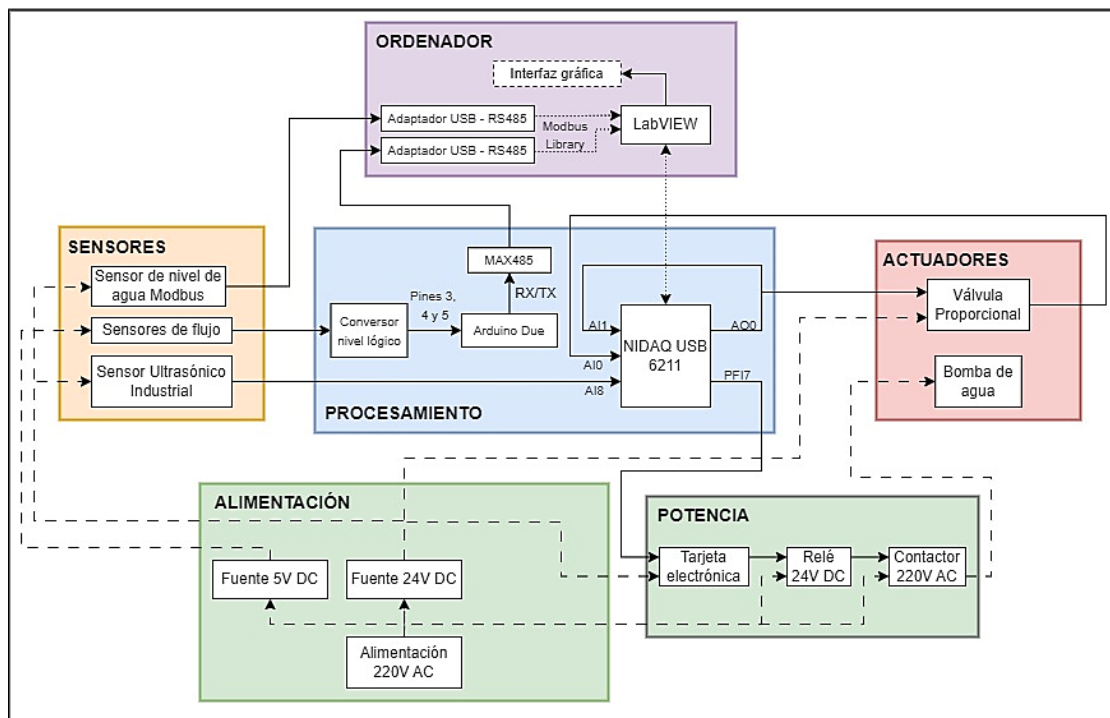 ORDENADOR
Interfaz gráfica
Adaptador USB - RS485
Adaptador USB - RS485
Modbus
Library
LabVIEW
SENSORES
Sensor de nivel de
agua Modbus
Sensores de flujo
Sensor Ultrasónico
Industrial
MAX485
RX/TX
Pines 3,
4 y 5
Conversor
nivel lógico
Arduino Due
AI1
AI0
AI8
NIDAQ USB
6211
AO0
PFI7
PROCESAMIENTO
ACTUADORES
Válvula
Proporcional
Bomba de
agua
ALIMENTACIÓN
Fuente 5V DC
Fuente 24V DC
Alimentación
220V AC
POTENCIA
Tarjeta
electrónica
Relé
24V DC
Contactor
220V AC